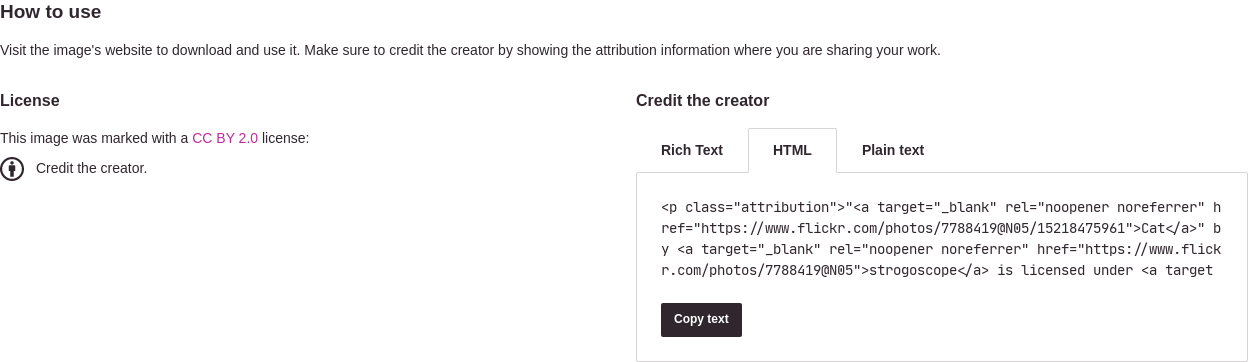 How to use
Visit the image's website to download and use it. Make sure to credit the creator by showing the attribution information where you are sharing your work.
License
This image was marked with a CC BY 2.0 license:
Credit the creator.
Credit the creator
Rich Text
HTML
Plain text
<p class="attribution">"<a target="_blank" rel="noopener noreferrer" h
ref="https://www.flickr.com/photos/7788419@N05/15218475961">Cat</a>" b
y <a target="_blank" rel="noopener noreferrer" href="https://www.flick
r.com/photos/7788419@N05">strogoscope</a> is licensed under <a target
Copy text